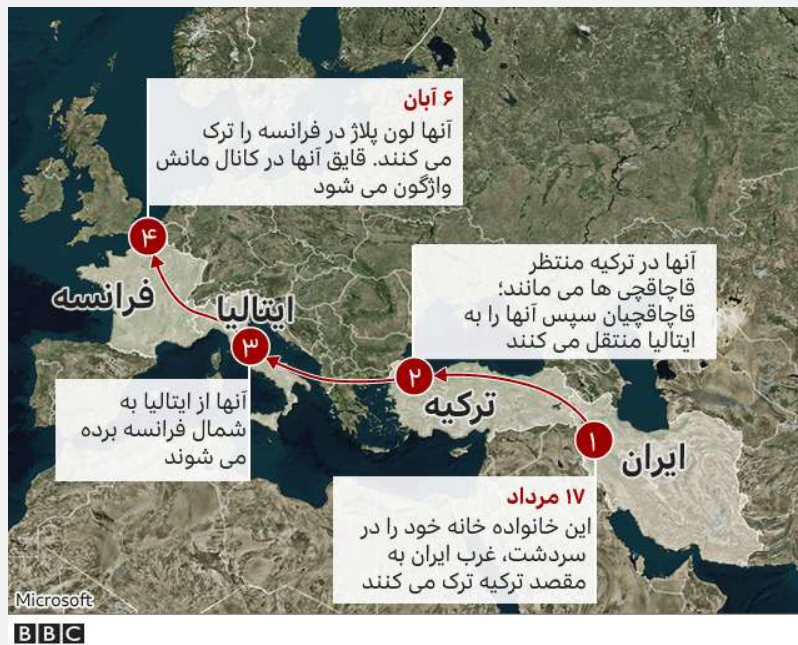 ۶ آبان
آنها لون پلاژ در فرانسه را ترک
می کنند. قایق آنها در کانال مانش
واژگون می شود
۴
فرانسه
آنها در ترکیه منتظر
قاچاقچی ها می مانند؛
قاچاقچیان سپس آنها را به
ایتالیا منتقل می کنند
ایتالیا
۳
۲
ترکیه
آنها از ایتالیا به
شمال فرانسه برده
می شوند
۱
ایران
۱۷ مرداد
این خانواده خانه خود را در
سردشت، غرب ایران به
مقصد ترکیه ترک می کنند
Microsoft
BBC